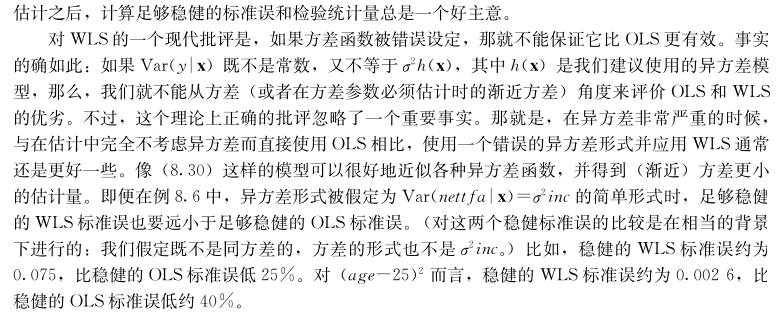 估计之后，计算足够稳健的标准误和检验统计量总是一个好主意。
对 WLS 的一个现代批评是，如果方差函数被错误设定，那就不能保证它比 OLS 更有效。事实
的确如此：如果 Var(y|x) 既不是常数，又不等于 σ²h(x)，其中 h(x) 是我们建议使用的异方差模
型，那么，我们就不能从方差（或者在方差参数必须估计时的渐近方差）角度来评价 OLS 和 WLS
的优劣。不过，这个理论上正确的批评忽略了一个重要事实。那就是，在异方差非常严重的时候，
与在估计中完全不考虑异方差而直接使用 OLS 相比，使用一个错误的异方差形式并应用 WLS 通常
还是更好一些。像（8.30）这样的模型可以很好地近似各种异方差函数，并得到（渐近）方差更小
的估计量。即便在例 8.6 中，异方差形式被假定为 Var(nettfa|x)=σ²inc 的简单形式时，足够稳健
的 WLS 标准误也要远小于足够稳健的 OLS 标准误。（对这两个稳健标准误的比较是在相当的背景
下进行的：我们假定既不是同方差的，方差的形式也不是 σ²inc。）比如，稳健的 WLS 标准误约为
0.075，比稳健的 OLS 标准误低 25%。对 (age－25)² 而言，稳健的 WLS 标准误约为 0.002 6，比
稳健的 OLS 标准误低约 40%。